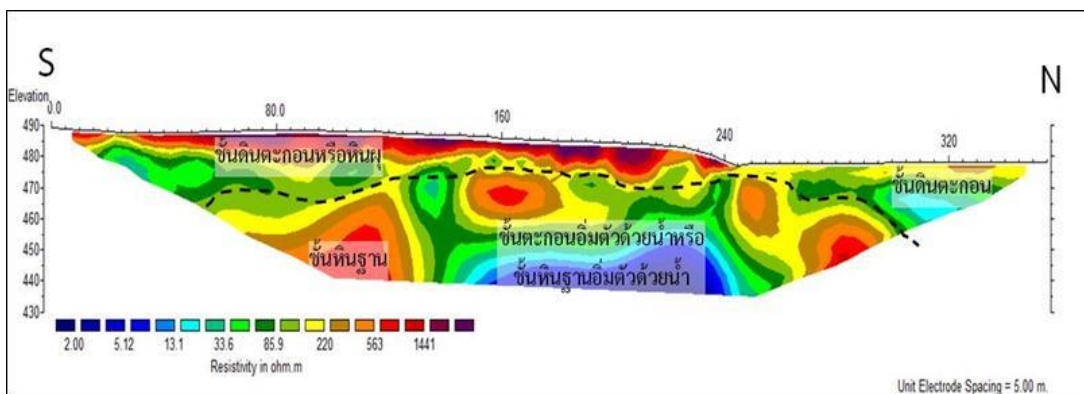 S
N
Elevation
0.0
80.0
160
240
320
490
480
470
460
450
440
430
ชั้นดินตะกอนหรือหินผุ
ชั้นดินตะกอน
ชั้นหินฐาน
ชั้นตะกอนอิ่มตัวด้วยน้ำหรือ
ชั้นหินฐานอิ่มตัวด้วยน้ำ
2.00 5.12 13.1 33.6 85.9 220 563 1441
Resistivity in ohm.m
Unit Electrode Spacing = 5.00 m.